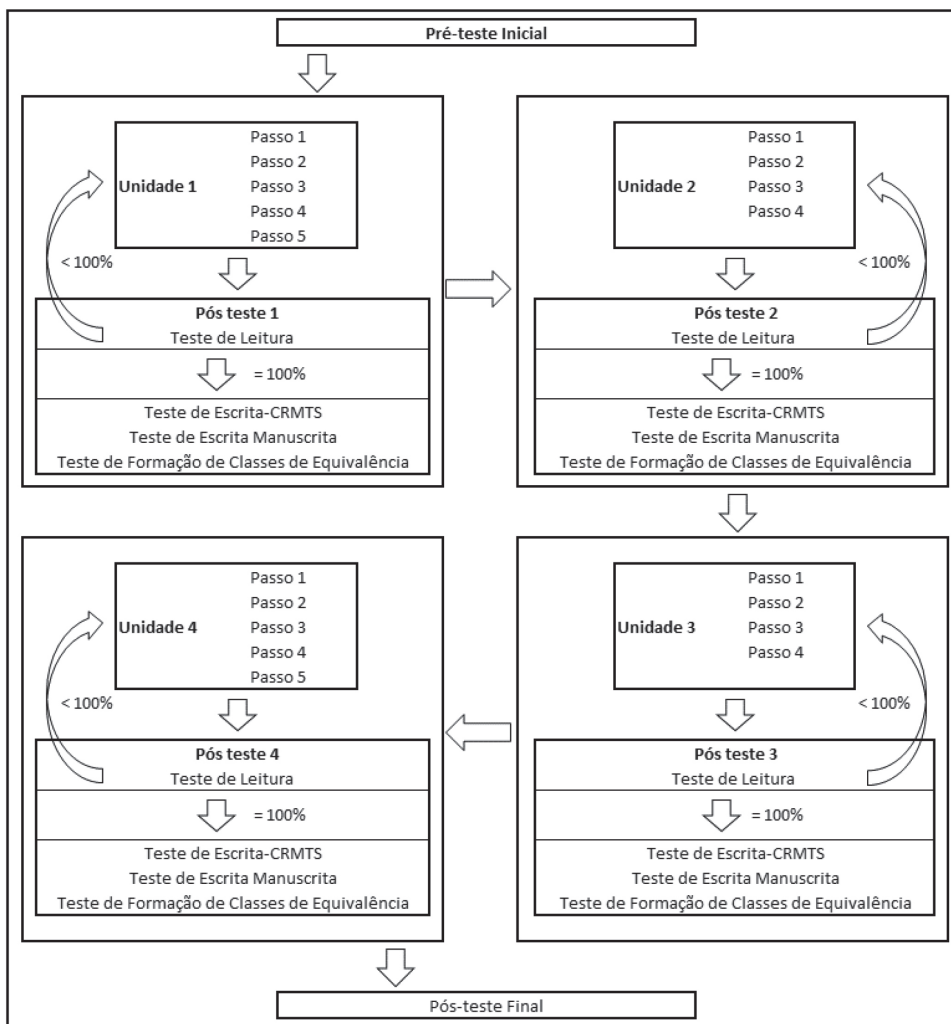 Pré-teste Inicial
Passo 1
Passo 2
Unidade 1 Passo 3
Passo 4
Passo 5
< 100%
Pós teste 1
Teste de Leitura
= 100%
Teste de Escrita-CRMTS
Teste de Escrita Manuscrita
Teste de Formação de Classes de Equivalência
Passo 1
Passo 2
Unidade 2 Passo 3
Passo 4
< 100%
Pós teste 2
Teste de Leitura
= 100%
Teste de Escrita-CRMTS
Teste de Escrita Manuscrita
Teste de Formação de Classes de Equivalência
Passo 1
Passo 2
Unidade 3 Passo 3
Passo 4
< 100%
Pós teste 3
Teste de Leitura
= 100%
Teste de Escrita-CRMTS
Teste de Escrita Manuscrita
Teste de Formação de Classes de Equivalência
Passo 1
Passo 2
Unidade 4 Passo 3
Passo 4
Passo 5
< 100%
Pós teste 4
Teste de Leitura
= 100%
Teste de Escrita-CRMTS
Teste de Escrita Manuscrita
Teste de Formação de Classes de Equivalência
Pós-teste Final